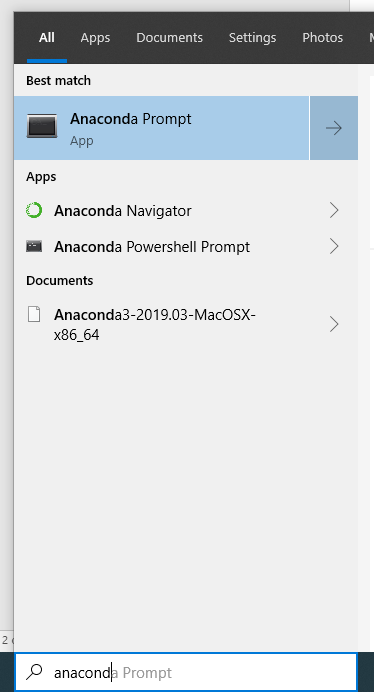 All Apps Documents Settings Photos
Best match
Anaconda Prompt
App
Apps
Anaconda Navigator
Anaconda Powershell Prompt
Documents
Anaconda3-2019.03-MacOSX-
x86_64
2
anaconda Prompt